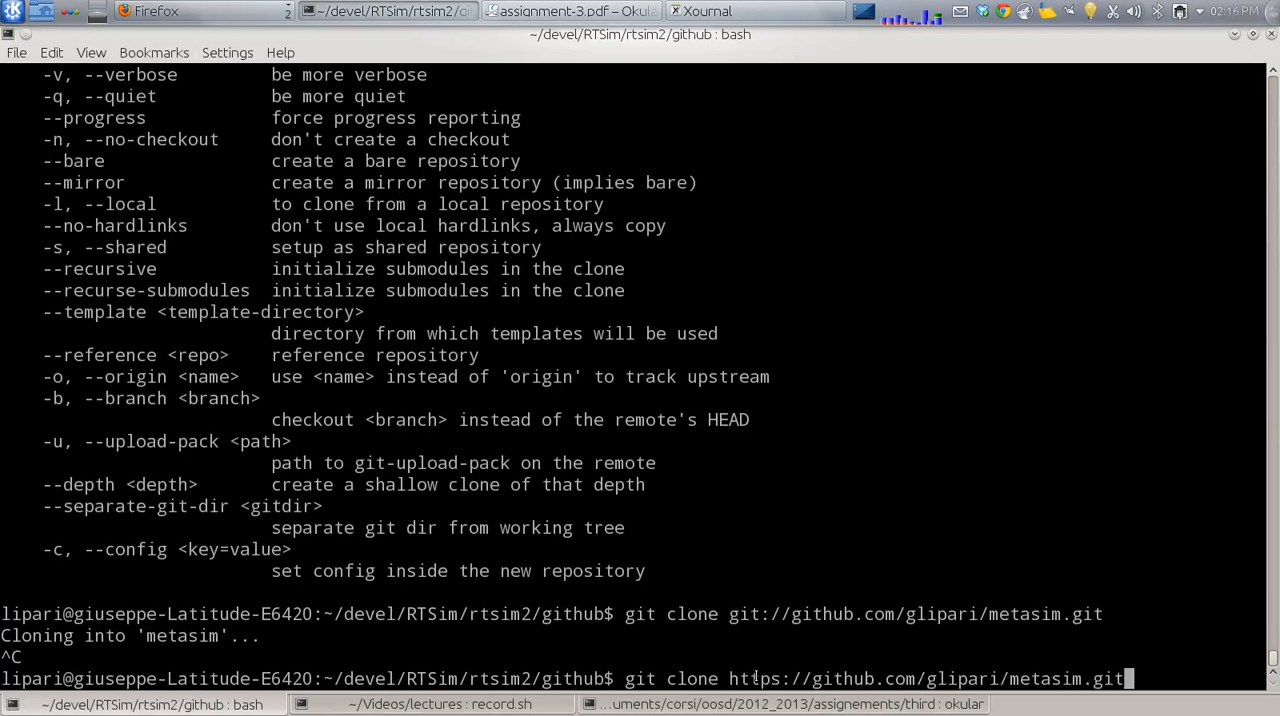 Firefox
2
~/devel/RTSim/rtsim2/git
assignment-3.pdf – Okul
Xournal
02:16 PM
~/devel/RTSim/rtsim2/github : bash
File Edit View Bookmarks Settings Help
-v, --verbose be more verbose
-q, --quiet be more quiet
--progress force progress reporting
-n, --no-checkout don't create a checkout
--bare create a bare repository
--mirror create a mirror repository (implies bare)
-l, --local to clone from a local repository
--no-hardlinks don't use local hardlinks, always copy
-s, --shared setup as shared repository
--recursive initialize submodules in the clone
--recurse-submodules initialize submodules in the clone
--template <template-directory>
directory from which templates will be used
--reference <repo> reference repository
-o, --origin <name> use <name> instead of 'origin' to track upstream
-b, --branch <branch>
checkout <branch> instead of the remote's HEAD
-u, --upload-pack <path>
path to git-upload-pack on the remote
--depth <depth> create a shallow clone of that depth
--separate-git-dir <gitdir>
separate git dir from working tree
-c, --config <key=value>
set config inside the new repository
lipari@giuseppe-Latitude-E6420:~/devel/RTSim/rtsim2/github$ git clone git://github.com/glipari/metasim.git
Cloning into 'metasim'...
^C
lipari@giuseppe-Latitude-E6420:~/devel/RTSim/rtsim2/github$ git clone https://github.com/glipari/metasim.git
~/devel/RTSim/rtsim2/github : bash
~/Videos/lectures : record.sh
...uments/corsi/oosd/2012_2013/assignements/third : okular